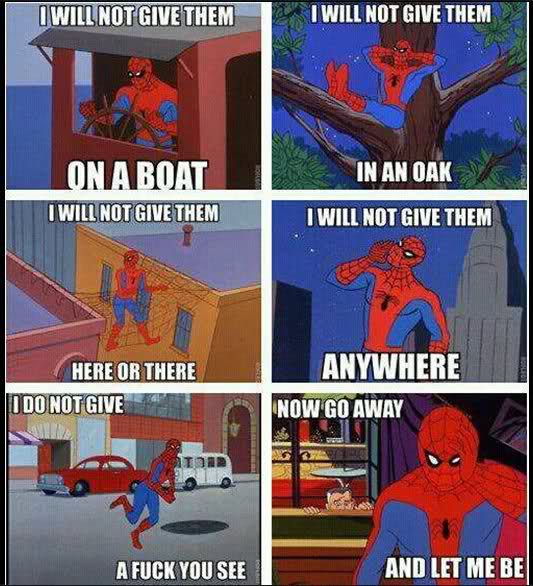 I WILL NOT GIVE THEM
ON A BOAT
I WILL NOT GIVE THEM
IN AN OAK
I WILL NOT GIVE THEM
HERE OR THERE
I WILL NOT GIVE THEM
ANYWHERE
I DO NOT GIVE
A FUCK YOU SEE
NOW GO AWAY
AND LET ME BE